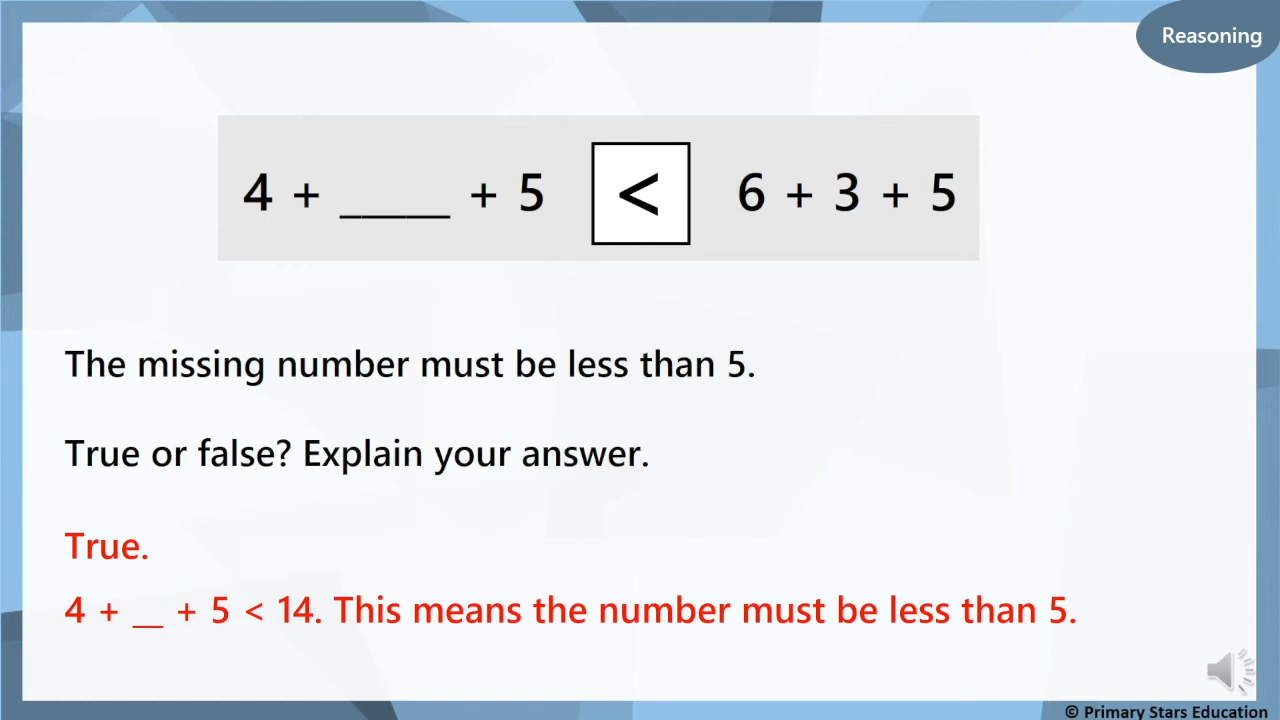 Reasoning
4 + _____ + 5 < 6 + 3 + 5
The missing number must be less than 5.
True or false? Explain your answer.
True.
4 + __ + 5 < 14. This means the number must be less than 5.
© Primary Stars Education